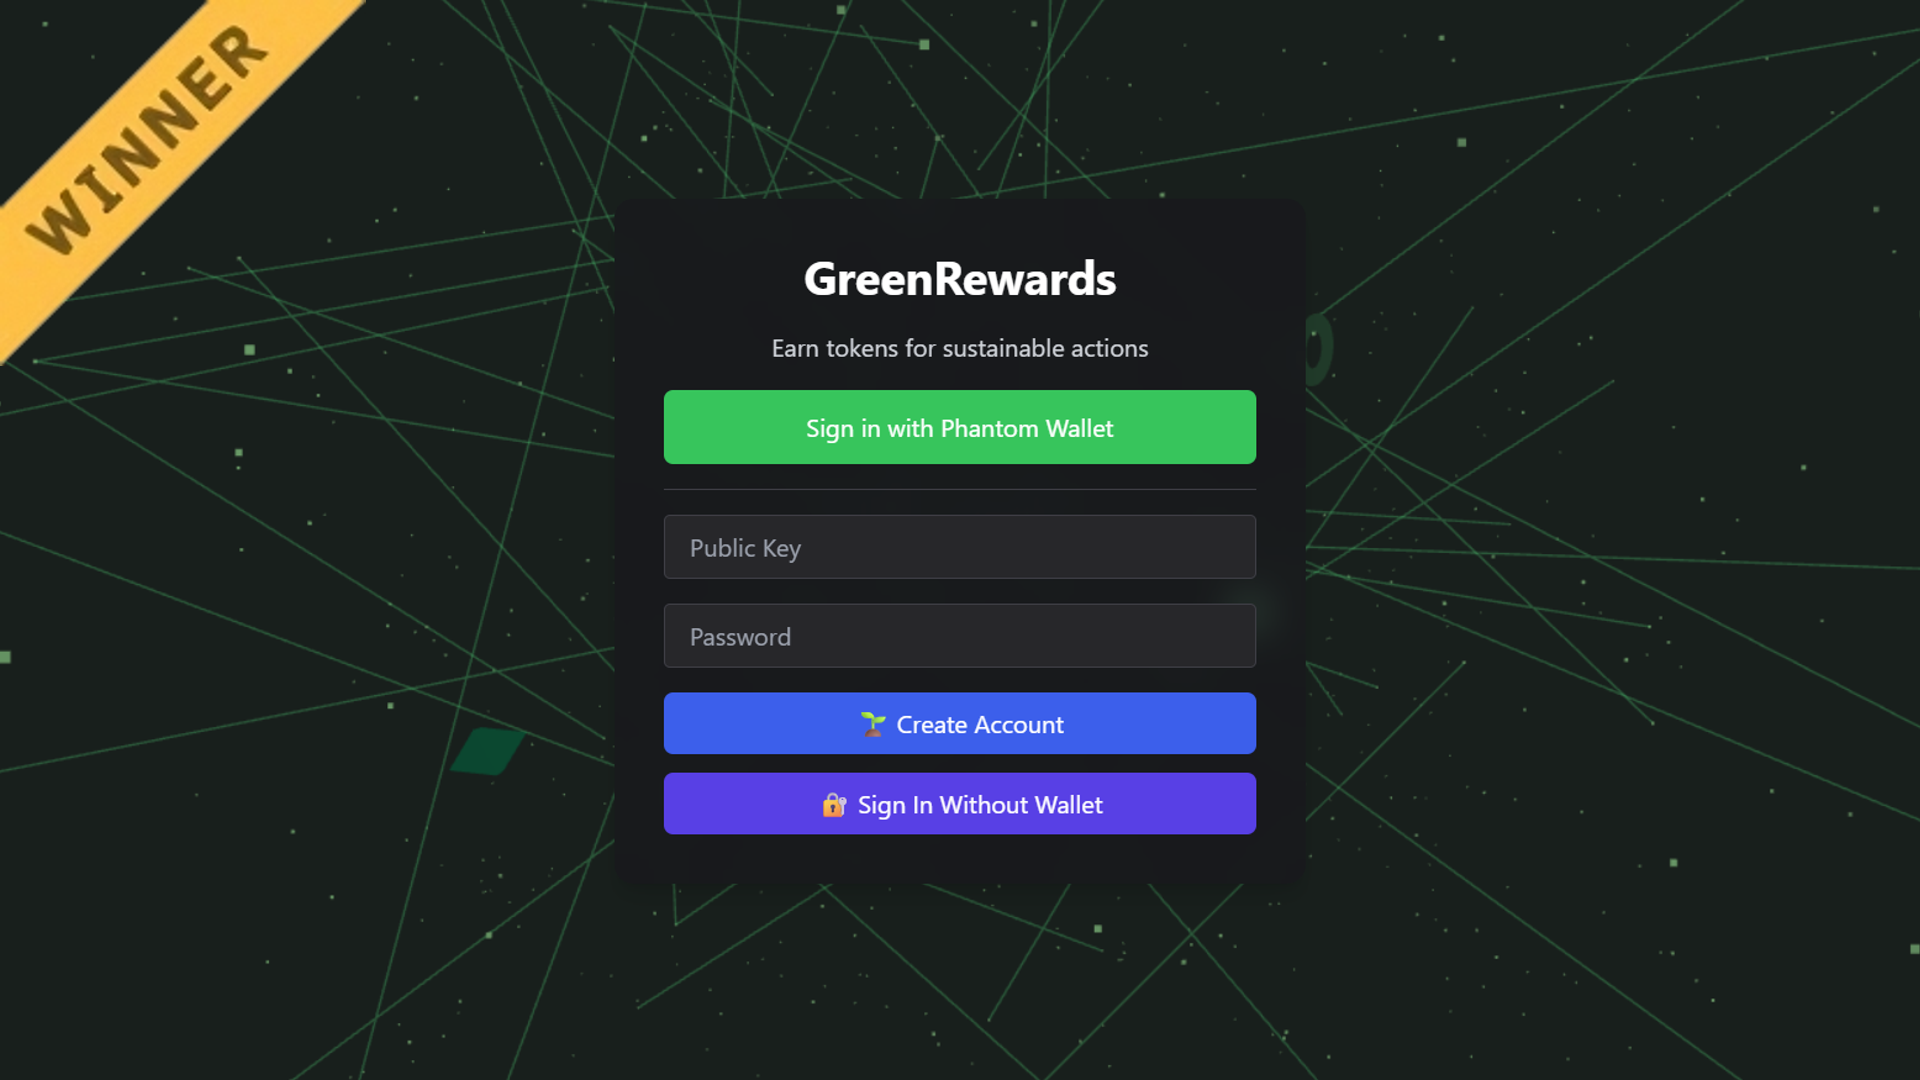 WINNER
GreenRewards
Earn tokens for sustainable actions
Sign in with Phantom Wallet
Public Key
Password
🌱 Create Account
🔐 Sign In Without Wallet